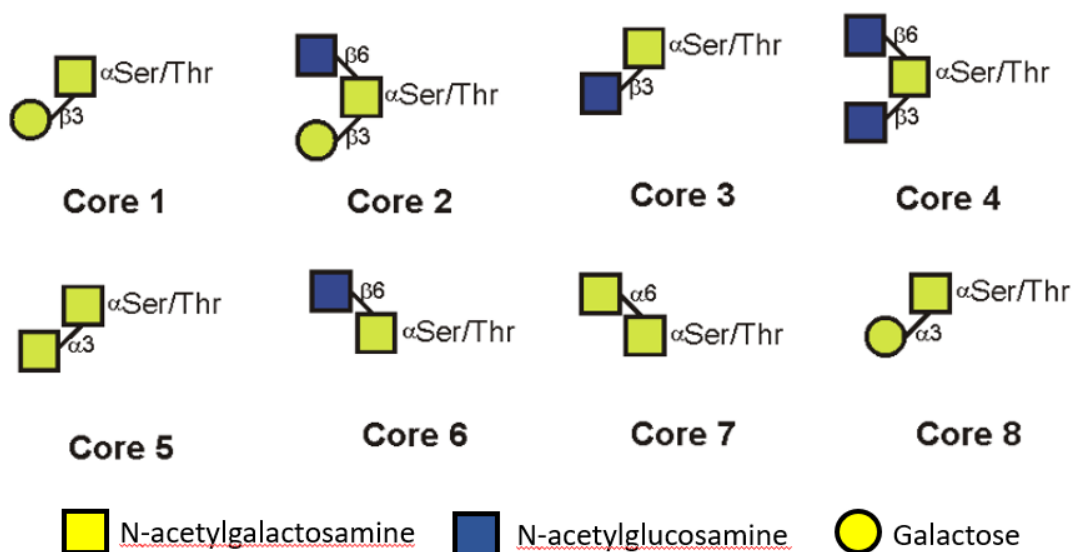 αSer/Thr
β3
Core 1
β6
αSer/Thr
β3
Core 2
αSer/Thr
β3
Core 3
β6
αSer/Thr
β3
Core 4
αSer/Thr
α3
Core 5
β6
αSer/Thr
Core 6
α6
αSer/Thr
Core 7
αSer/Thr
α3
Core 8
N-acetylgalactosamine
N-acetylglucosamine
Galactose